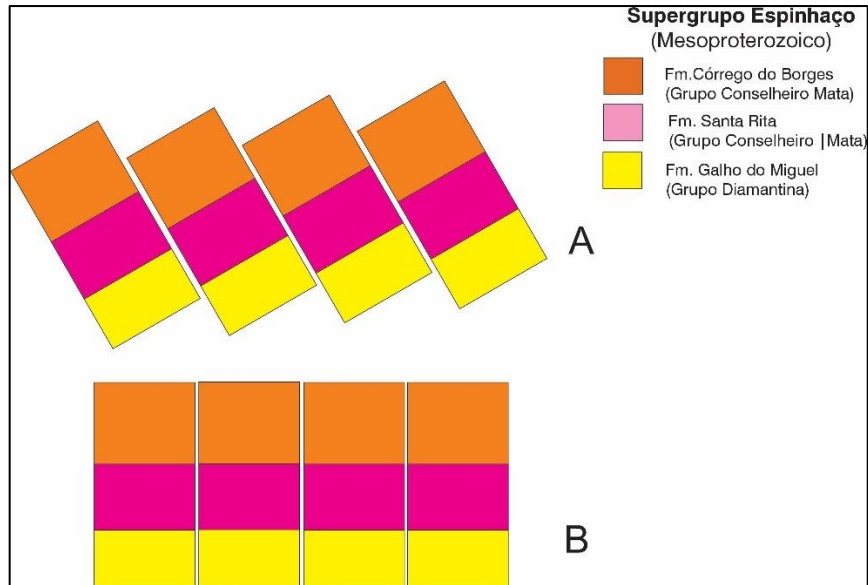 Supergrupo Espinhaço
(Mesoproterozoico)
Fm.Córrego do Borges
(Grupo Conselheiro Mata)
Fm. Santa Rita
(Grupo Conselheiro |Mata)
Fm. Galho do Miguel
(Grupo Diamantina)
A
B